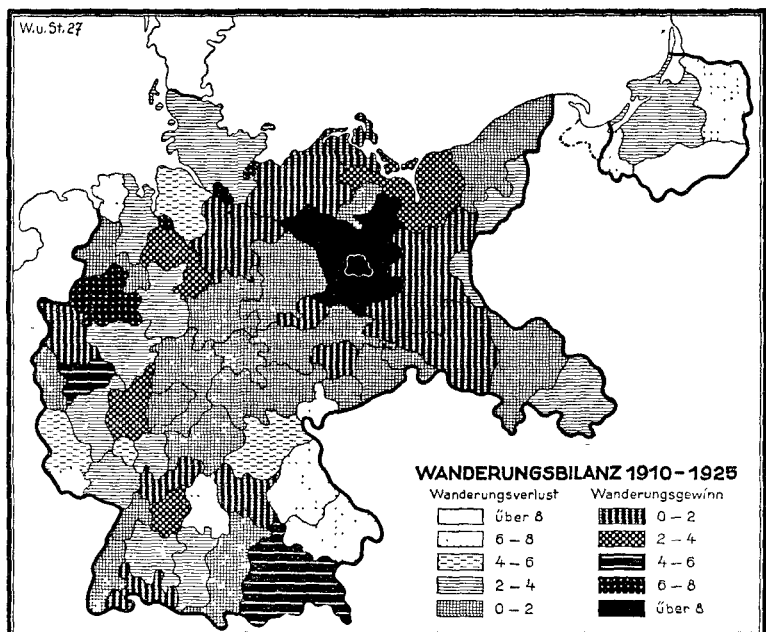 W.u.St.27
WANDERUNGSBILANZ 1910-1925
Wanderungsverlust Wanderungsgewinn
über 8 0-2
6-8 2-4
4-6 4-6
2-4 6-8
0-2 über 8